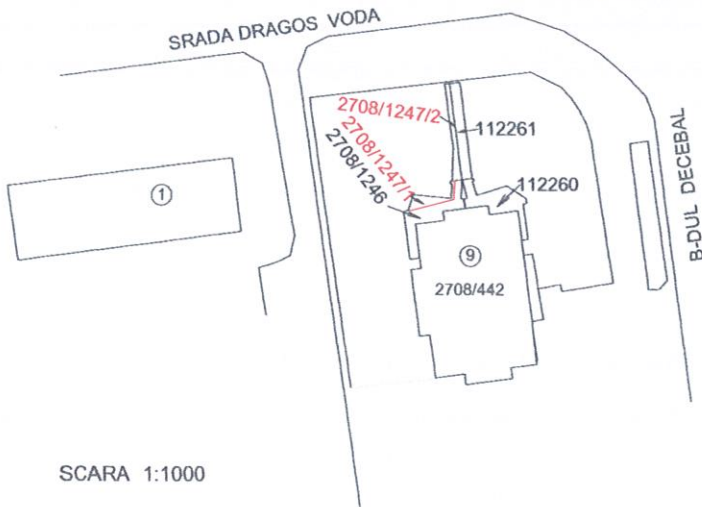 SRADA DRAGOS VODA
2708/1247/2
112261
2708/1247/1
2708/1246
112260
B-DUL DECEBAL
1
9
2708/442
SCARA 1:1000